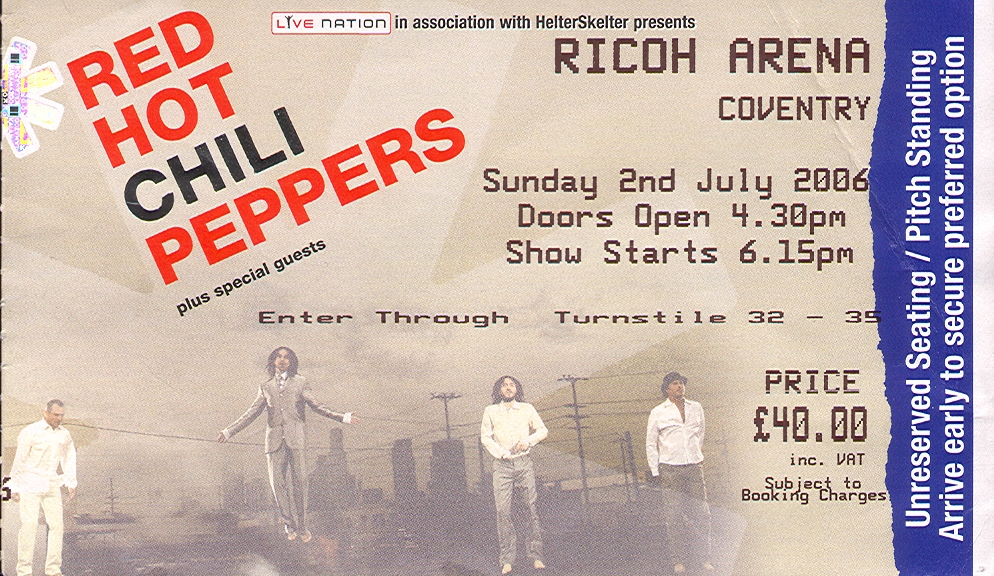 LIVE NATION in association with HelterSkelter presents
RED
HOT
CHILI
PEPPERS
plus special guests
RICOH ARENA
COVENTRY
Sunday 2nd July 2006
Doors Open 4.30pm
Show Starts 6.15pm
Enter Through Turnstile 32 - 35
PRICE
£40.00
inc. VAT
Subject to
Booking Charges
Unreserved Seating / Pitch Standing
Arrive early to secure preferred option